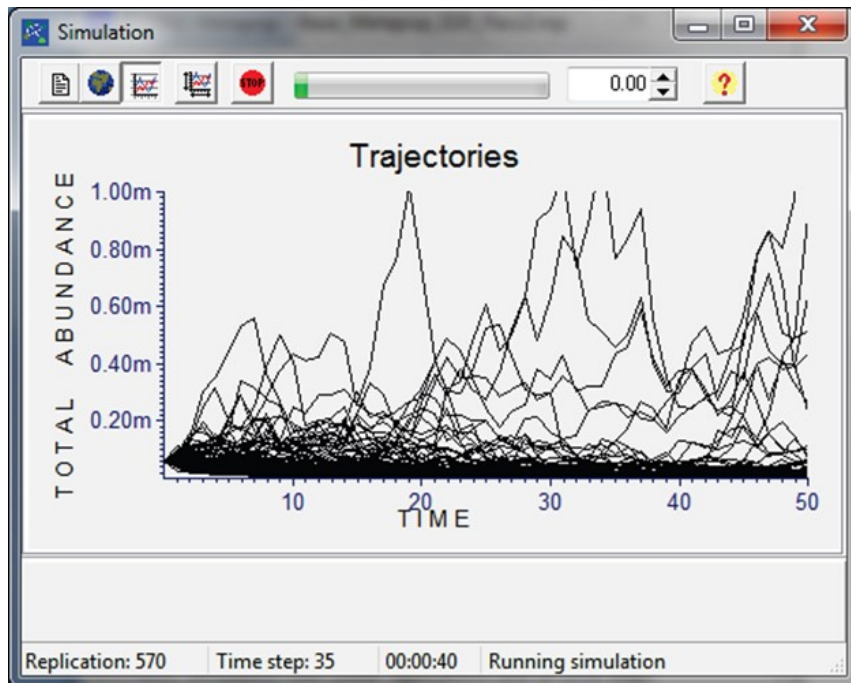 Simulation
STOP!
0.00
?
Trajectories
TOTAL ABUNDANCE
1.00m
0.80m
0.60m
0.40m
0.20m
10 20 30 40 50
TIME
Replication: 570 Time step: 35 00:00:40 Running simulation